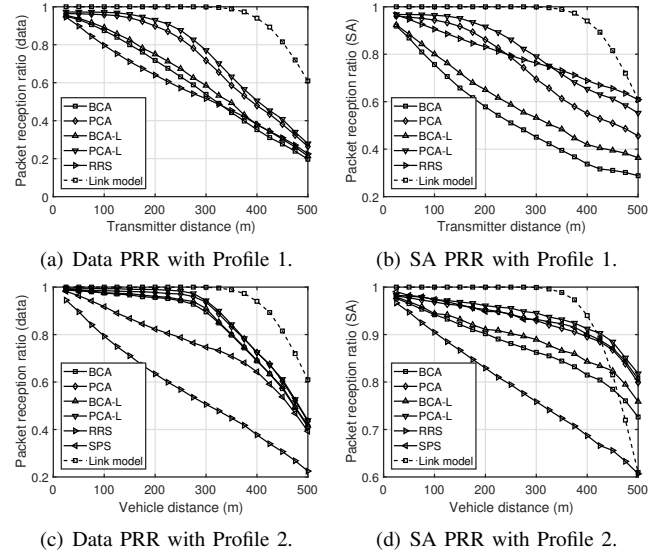 Packet reception ratio (data)
1
0.8
0.6
0.4
0.2
0
BCA
PCA
BCA-L
PCA-L
RRS
Link model
0 100 200 300 400 500
Transmitter distance (m)
(a) Data PRR with Profile 1.
Packet reception ratio (SA)
1
0.8
0.6
0.4
0.2
BCA
PCA
BCA-L
PCA-L
RRS
Link model
0 100 200 300 400 500
Transmitter distance (m)
(b) SA PRR with Profile 1.
Packet reception ratio (data)
1
0.8
0.6
0.4
0.2
BCA
PCA
BCA-L
PCA-L
RRS
SPS
Link model
0 100 200 300 400 500
Vehicle distance (m)
(c) Data PRR with Profile 2.
Packet reception ratio (SA)
1
0.9
0.8
0.7
0.6
BCA
PCA
BCA-L
PCA-L
RRS
SPS
Link model
0 100 200 300 400 500
Vehicle distance (m)
(d) SA PRR with Profile 2.